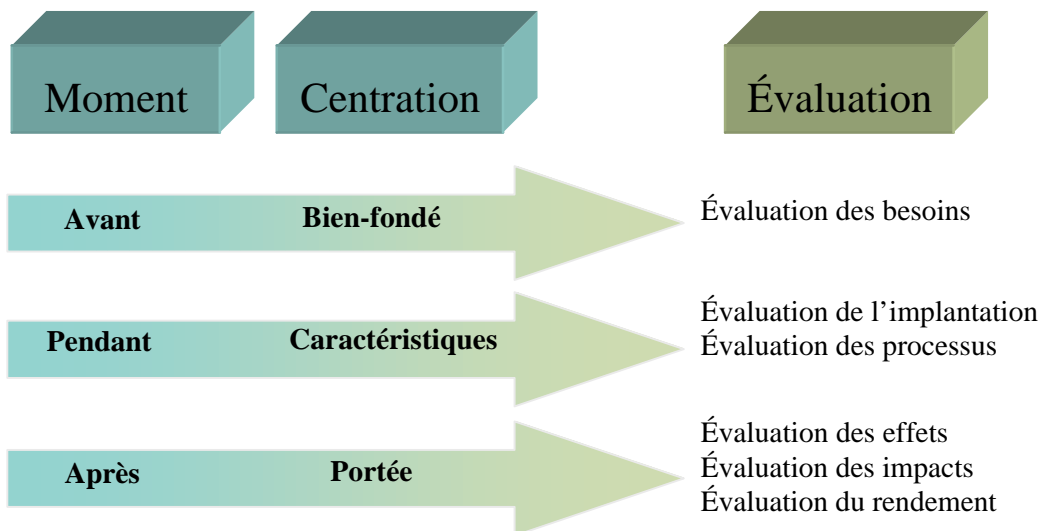 Moment Centration Évaluation
Avant Bien-fondé Évaluation des besoins
Pendant Caractéristiques Évaluation de l’implantation
Évaluation des processus
Après Portée Évaluation des effets
Évaluation des impacts
Évaluation du rendement